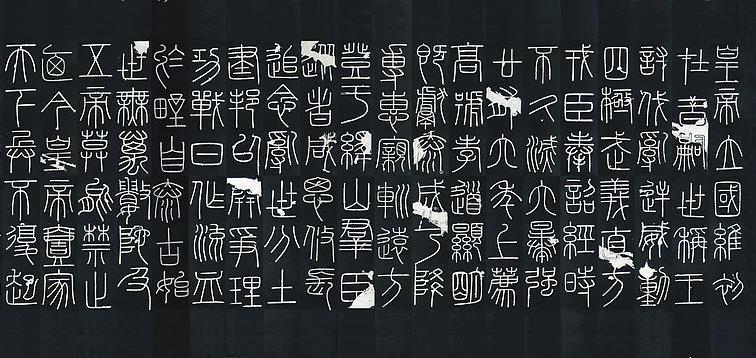 皇帝立國維初
在昔嗣世稱王
討伐亂逆威動
四極武義直方
戎臣奉詔經時
不久滅六暴強
廿有六年上薦
高號孝道顯明
既獻泰成乃降
專惠寴䡅遠方
登于繹山群臣
從者咸思攸長
追念亂世分土
建邦以開爭理
功戰日作流血
於野自泰古始
世無萬數陀及
五帝莫能禁止
廼今皇帝壹家
天下兵不復起